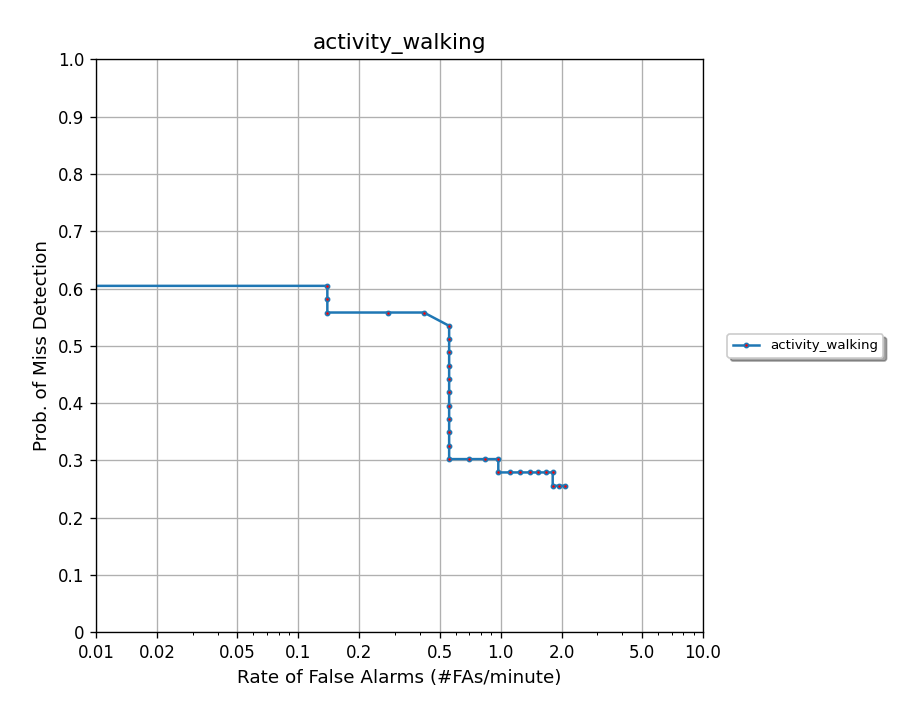 activity_walking
1.0
0.9
0.8
0.7
0.6
0.5
0.4
0.3
0.2
0.1
0
Prob. of Miss Detection
0.01 0.02 0.05 0.1 0.2 0.5 1.0 2.0 5.0 10.0
Rate of False Alarms (#FAs/minute)
activity_walking